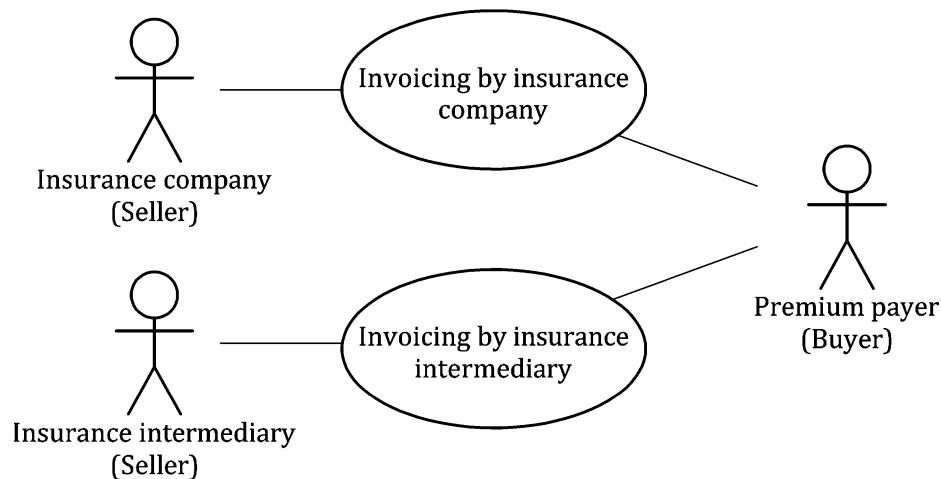 Invoicing by insurance
company
Insurance company
(Seller)
Premium payer
(Buyer)
Invoicing by insurance
intermediary
Insurance intermediary
(Seller)